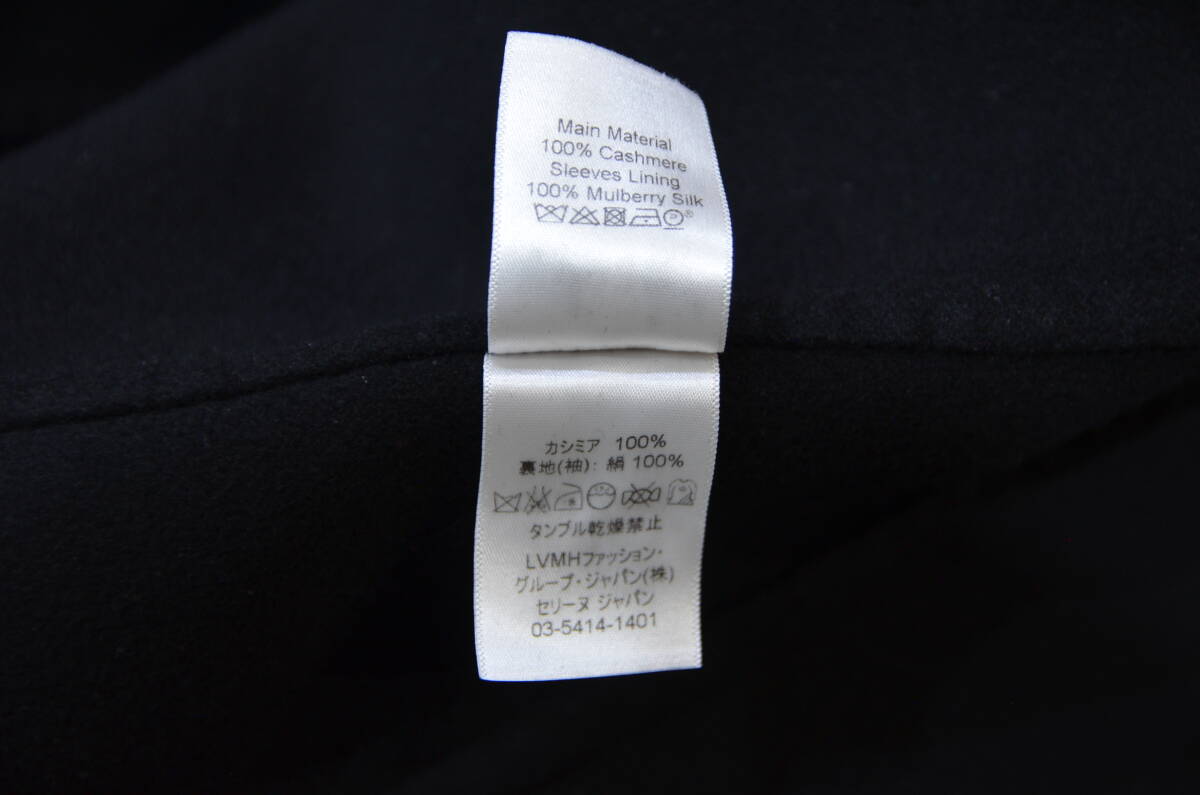 Main Material
100% Cashmere
Sleeves Lining
100% Mulberry Silk
®
カシミア 100%
裏地(袖): 絹 100%
タンブル乾燥禁止
LVMHファッション・
グループ・ジャパン(株)
セリーヌ ジャパン
03-5414-1401